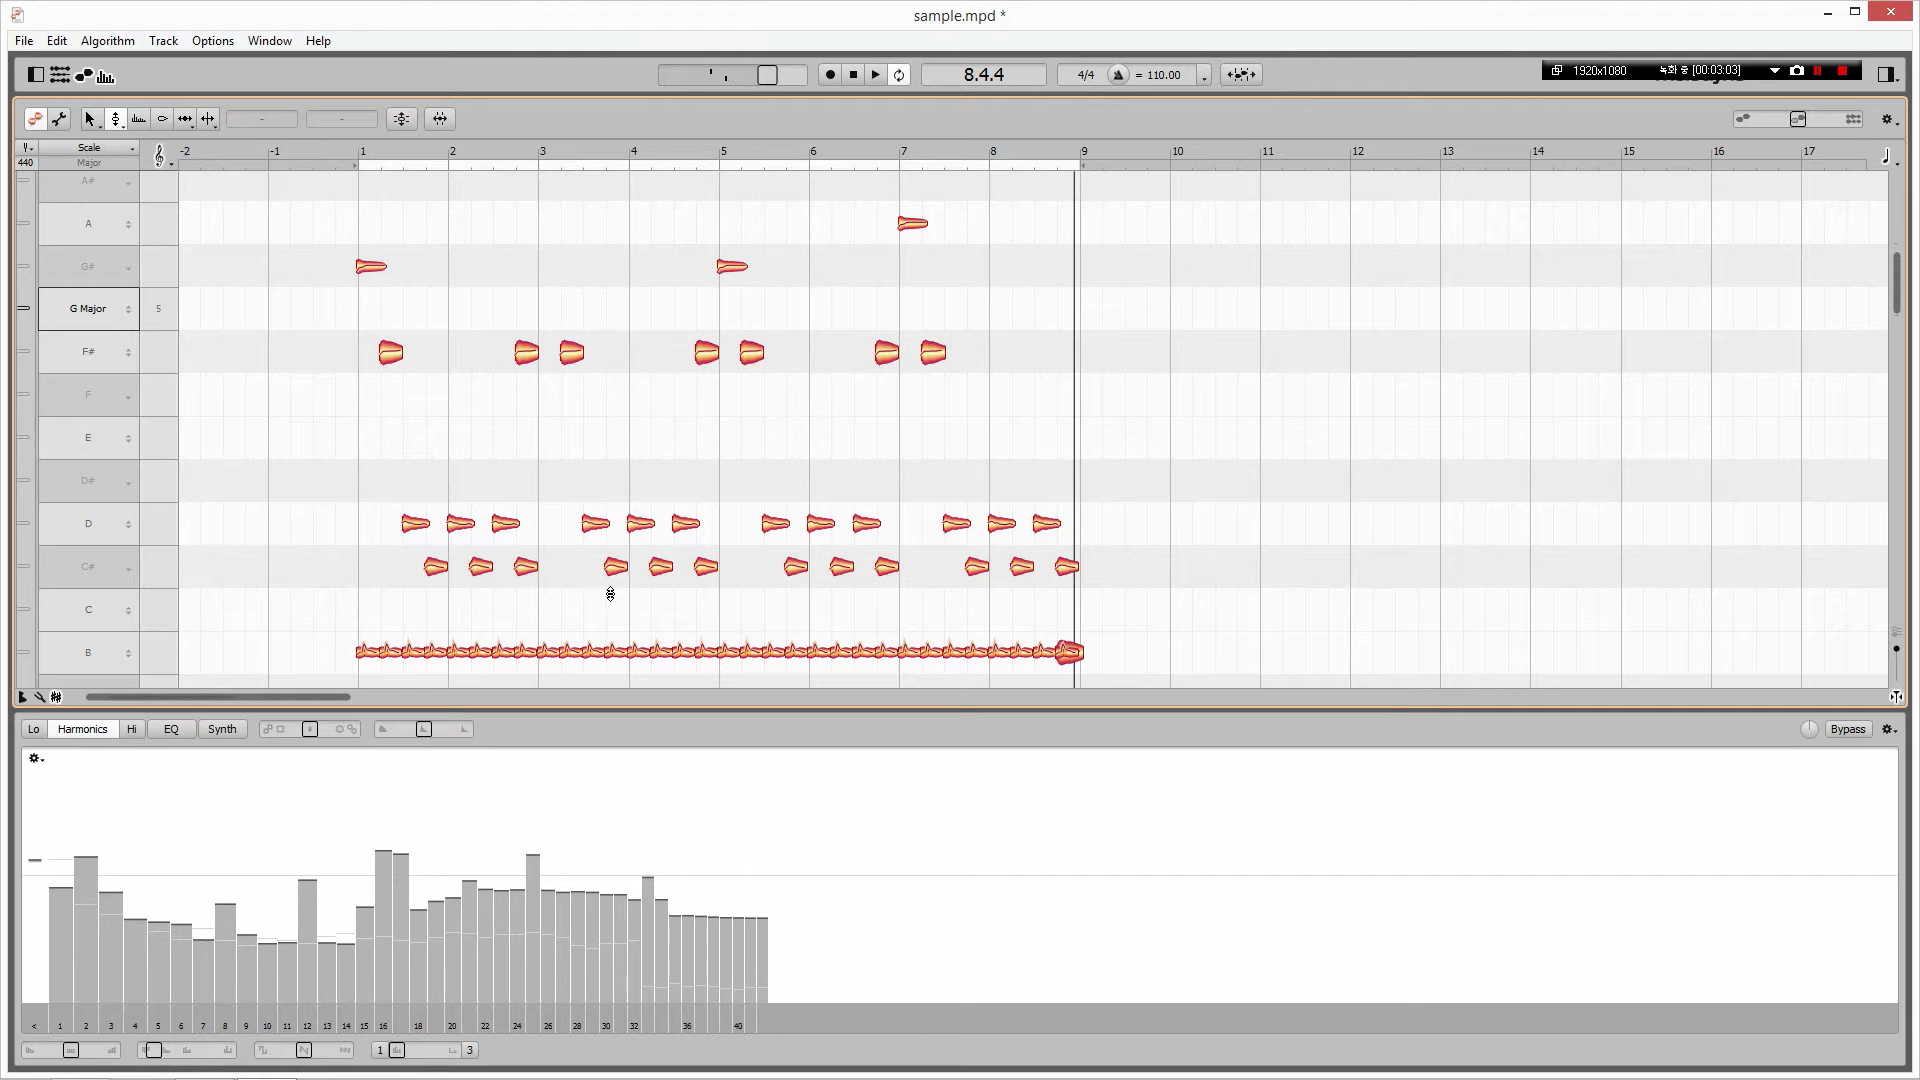 sample.mpd *
File Edit Algorithm Track Options Window Help
8.4.4
4/4 = 110.00
1920x1080 녹화 중 [00:03:03]
- -
Scale
440 Major
-2 -1 1 2 3 4 5 6 7 8 9 10 11 12 13 14 15 16 17
A#
A
G#
G Major 5
F#
F
E
D#
D
C#
C
B
Lo Harmonics Hi EQ Synth Bypass
< 1 2 3 4 5 6 7 8 9 10 11 12 13 14 15 16 18 20 22 24 26 28 30 32 36 40
1 3